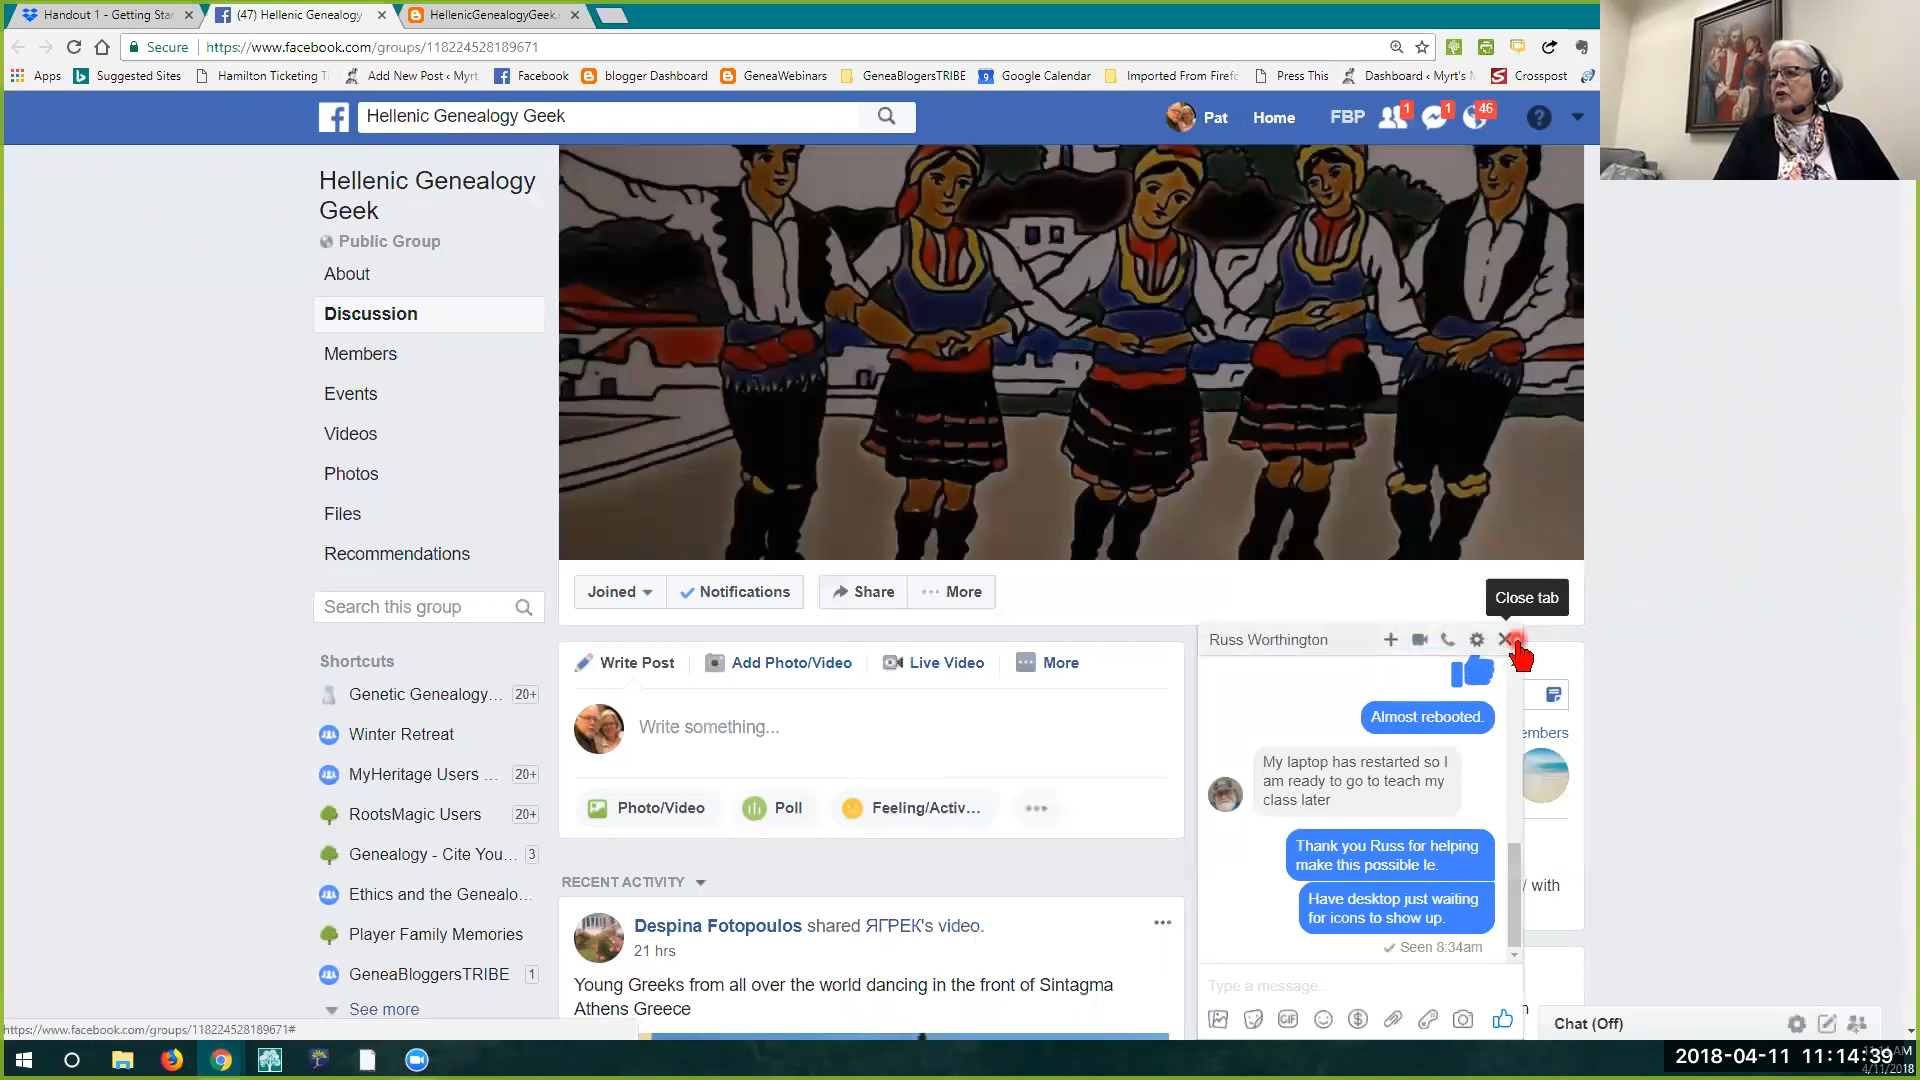 Handout 1 - Getting Star
(47) Hellenic Genealogy
HellenicGenealogyGeek.
Secure
https://www.facebook.com/groups/118224528189671
Apps
Suggested Sites
Hamilton Ticketing T
Add New Post ‹ Myrt
Facebook
blogger Dashboard
GeneaWebinars
GeneaBlogersTRIBE
Google Calendar
Imported From Firefo
Press This
Dashboard ‹ Myrt's
Crosspost
Hellenic Genealogy Geek
Pat
Home
FBP
1
1
46
Hellenic Genealogy
Geek
Public Group
About
Discussion
Members
Events
Videos
Photos
Files
Recommendations
Search this group
Shortcuts
Genetic Genealogy... 20+
Winter Retreat
MyHeritage Users ... 20+
RootsMagic Users 20+
Genealogy - Cite You... 3
Ethics and the Genealo...
Player Family Memories
GeneaBloggersTRIBE 1
See more
Joined
Notifications
Share
More
Write Post
Add Photo/Video
Live Video
More
Write something...
Photo/Video
Poll
Feeling/Activ...
RECENT ACTIVITY
Despina Fotopoulos shared ЯГРЕК's video.
21 hrs
Young Greeks from all over the world dancing in the front of Sintagma
Athens Greece
Close tab
Russ Worthington
Almost rebooted.
My laptop has restarted so I
am ready to go to teach my
class later
Thank you Russ for helping
make this possible le.
Have desktop just waiting
for icons to show up.
Seen 8:34am
Type a message...
GIF
embers
/ with
n
Chat (Off)
https://www.facebook.com/groups/118224528189671#
2018-04-11 11:14:39
4/11/2018